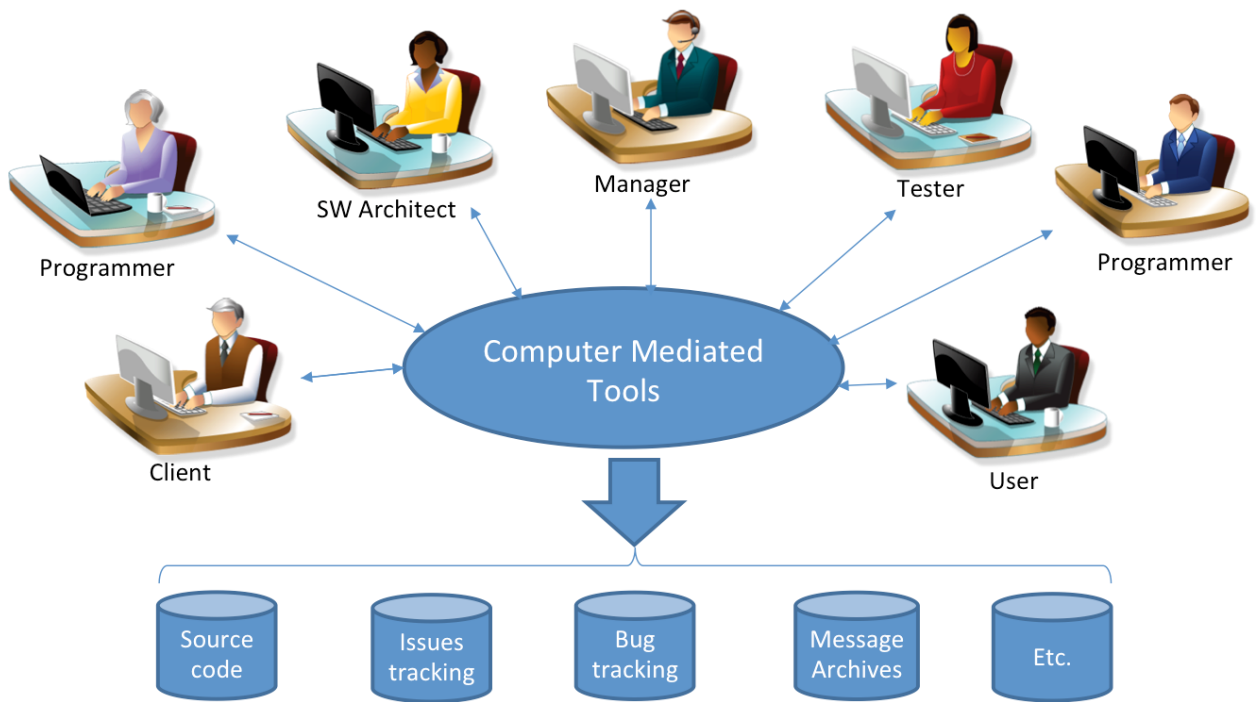 Programmer
SW Architect
Manager
Tester
Programmer
Client
Computer Mediated
Tools
User
Source
code
Issues
tracking
Bug
tracking
Message
Archives
Etc.